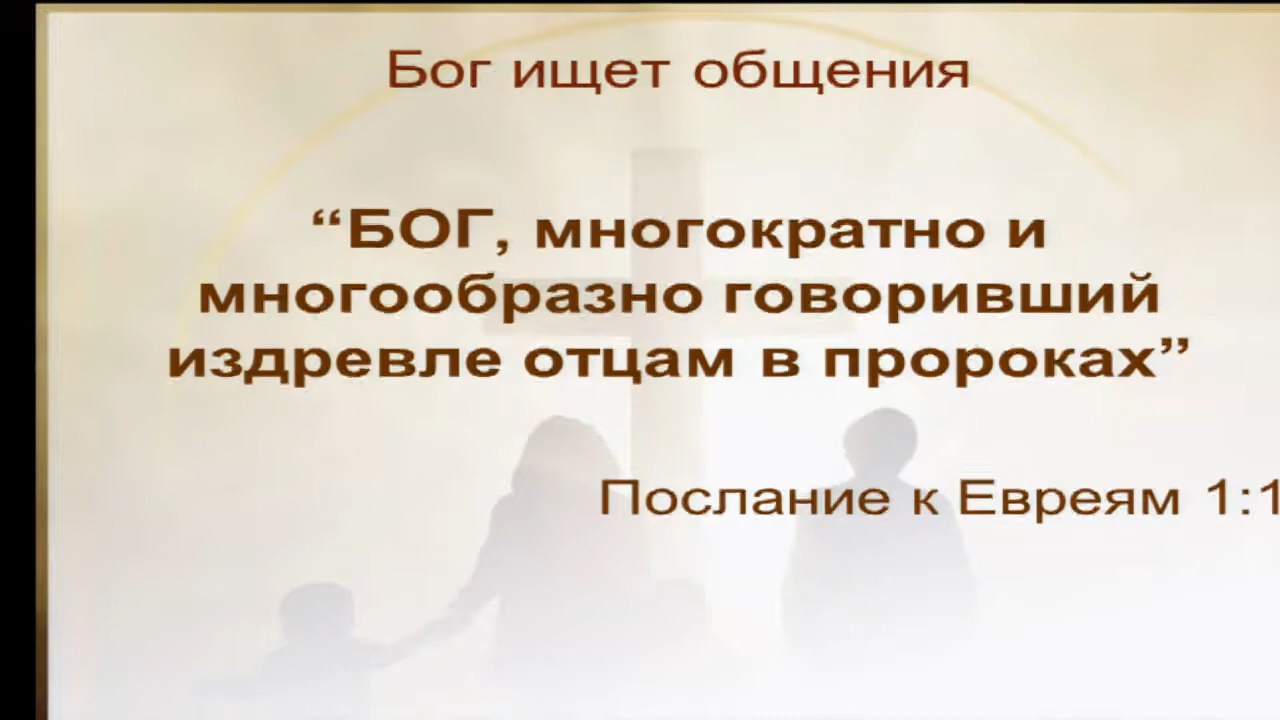 Бог ищет общения
“БОГ, многократно и
многообразно говоривший
издревле отцам в пророках”
Послание к Евреям 1:1